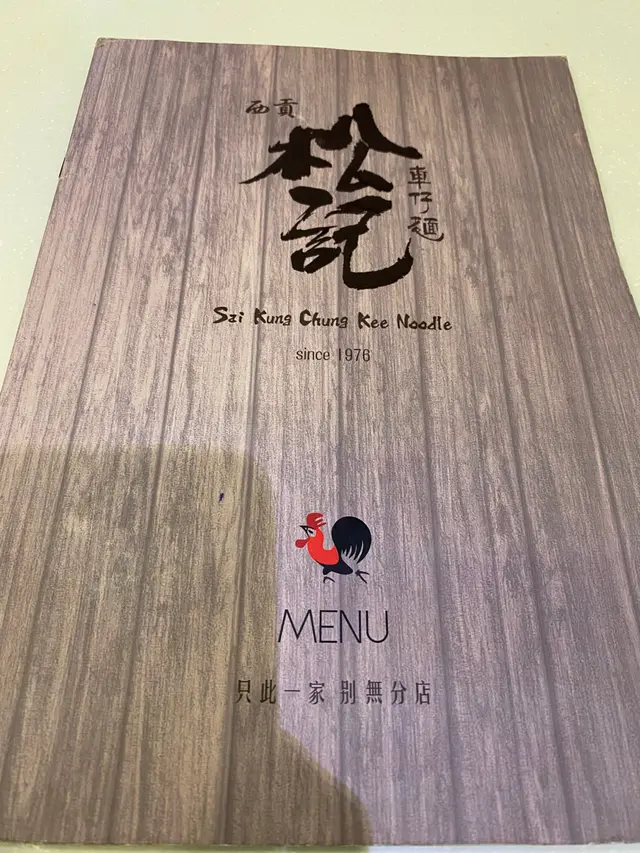 西貢
松記
車仔麵
Sai Kung Chung Kee Noodle
since 1976
MENU
只此一家 別無分店